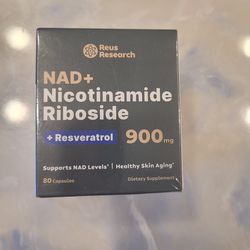 Reus
Research
NAD+
Nicotinamide
Riboside
+ Resveratrol 900mg
Supports NAD Levels* | Healthy Skin Aging*
80 Capsules Dietary Supplement